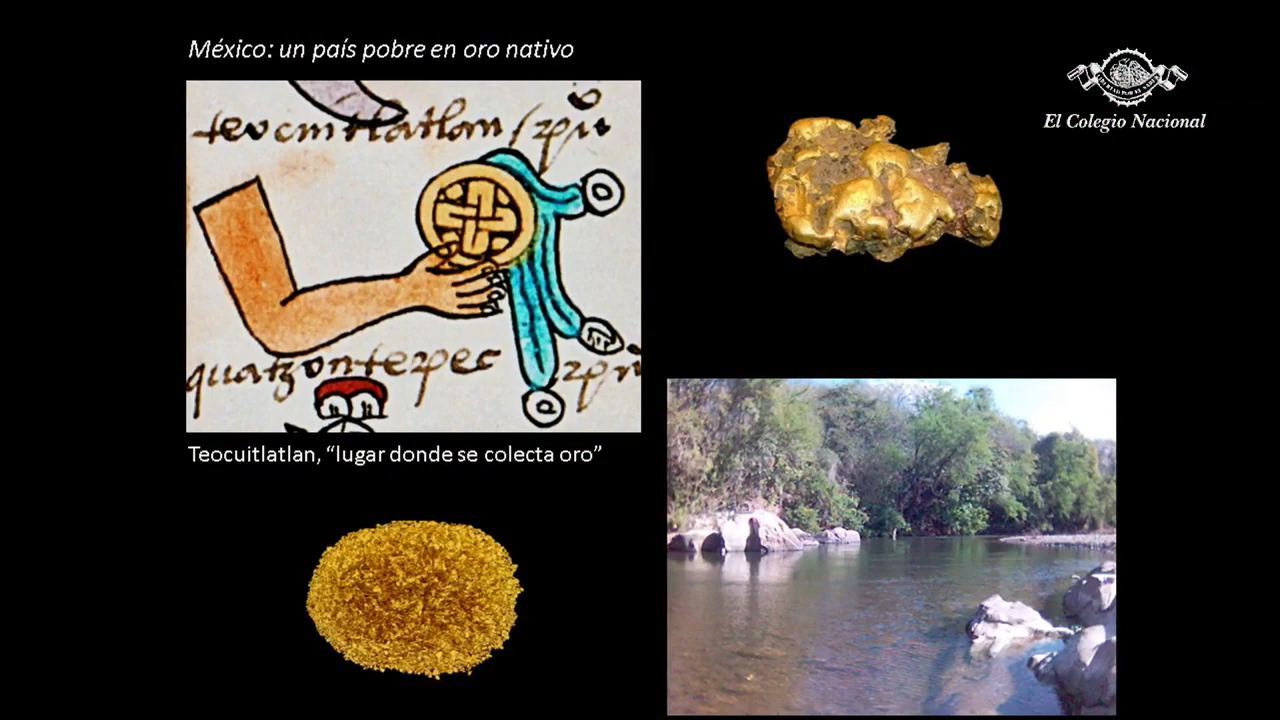 México: un país pobre en oro nativo
El Colegio Nacional
teocuitlatlan
quatzontepec
Teocuitlatlan, “lugar donde se colecta oro”